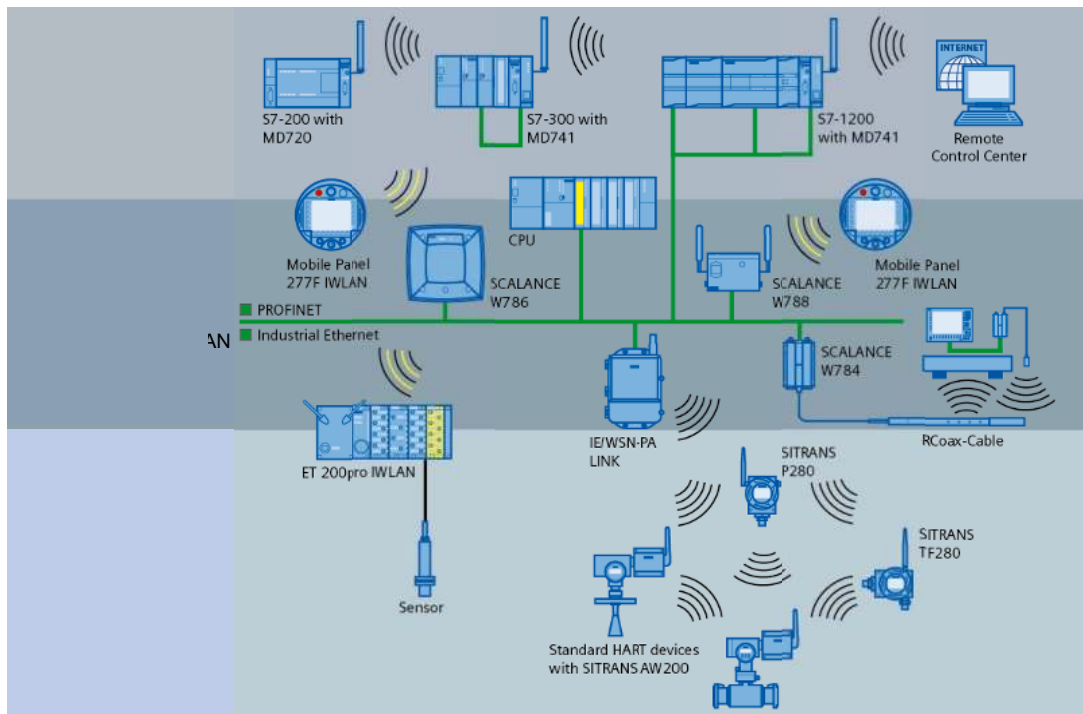 INTERNET
S7-200 with
MD720
S7-300 with
MD741
S7-1200
with MD741
Remote
Control Center
CPU
Mobile Panel
277F IWLAN
SCALANCE
W786
SCALANCE
W788
Mobile Panel
277F IWLAN
PROFINET
Industrial Ethernet
AN
SCALANCE
W784
RCoax-Cable
IE/WSN-PA
LINK
SITRANS
P280
ET 200pro IWLAN
SITRANS
TF280
Sensor
Standard HART devices
with SITRANS AW200